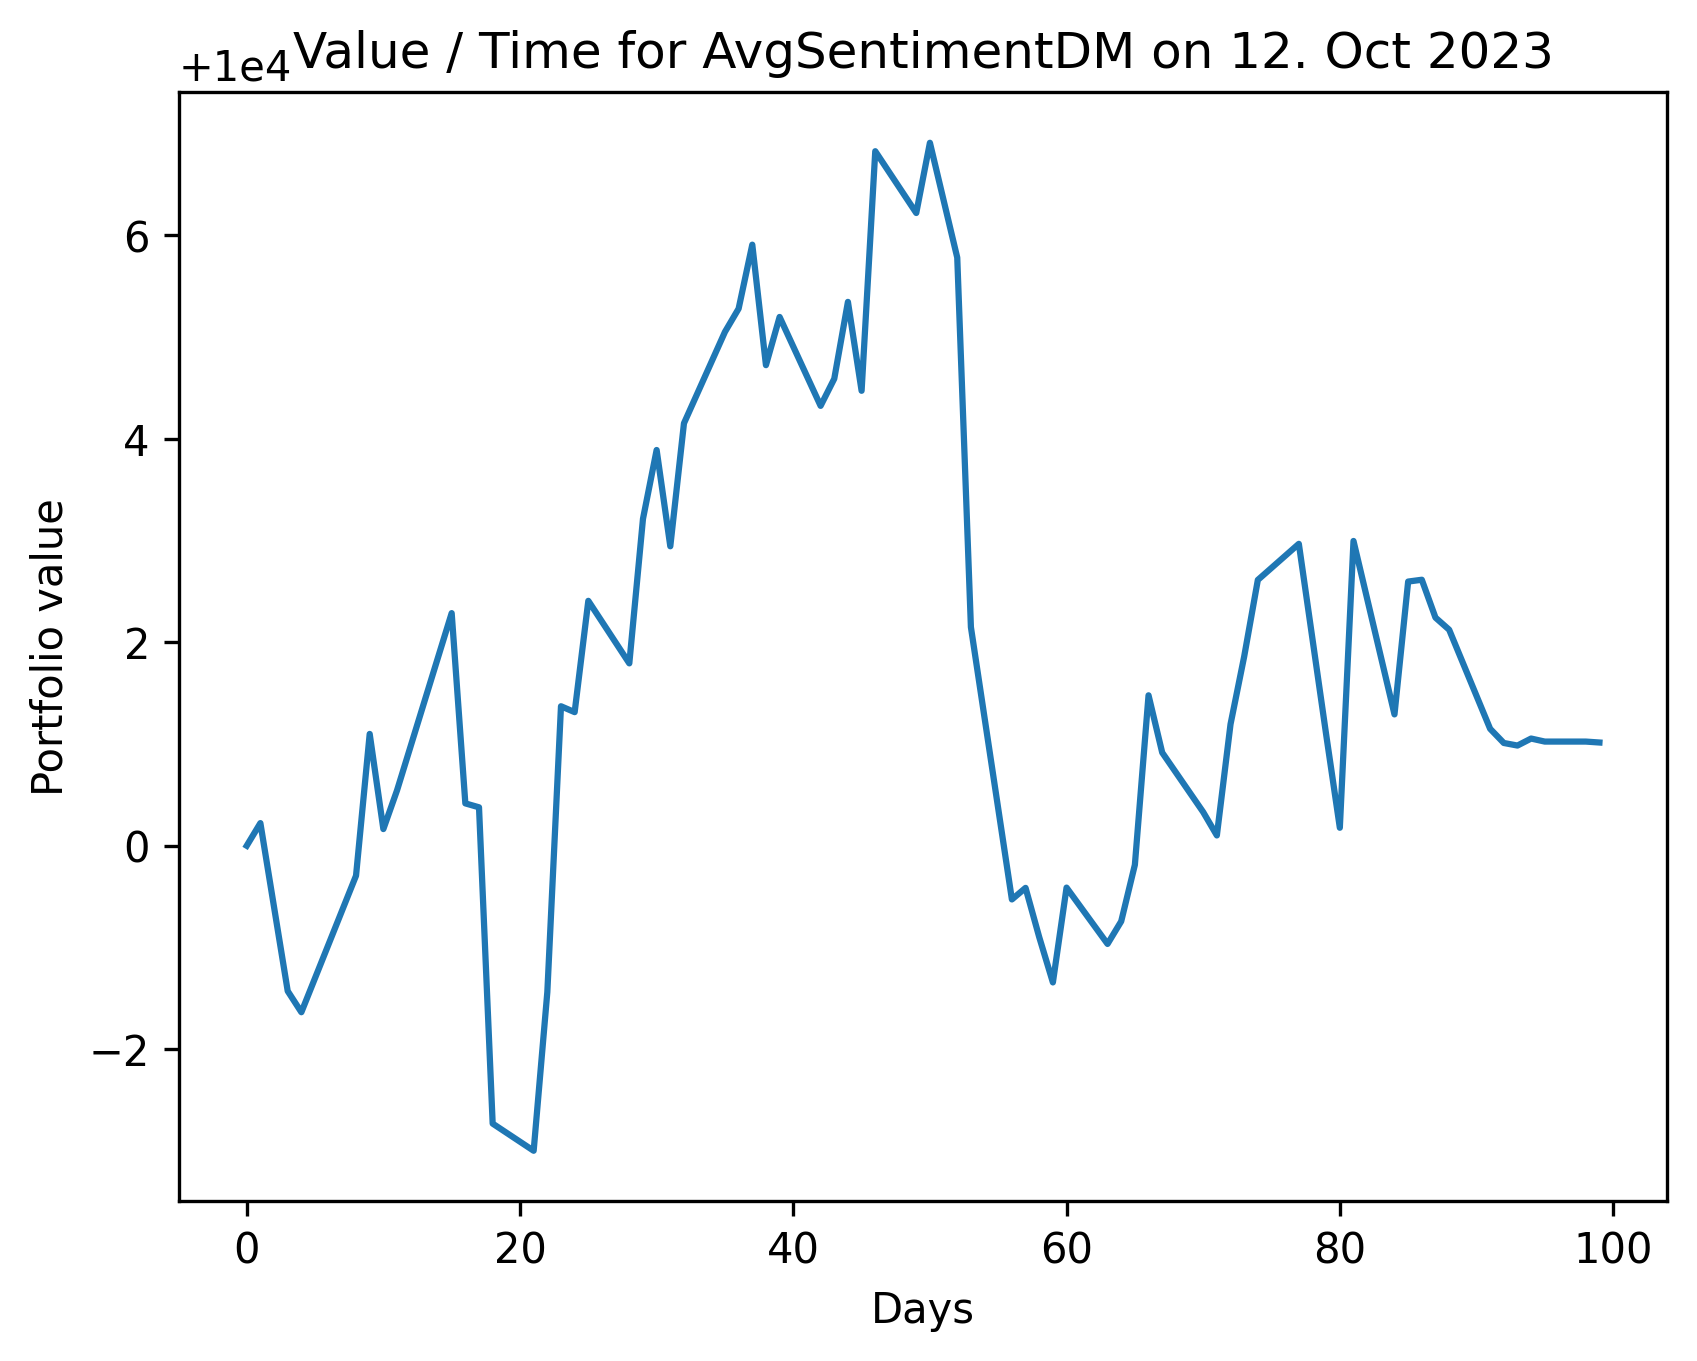 Value / Time for AvgSentimentDM on 12. Oct 2023
+1e4
6
4
2
0
−2
Portfolio value
0 20 40 60 80 100
Days